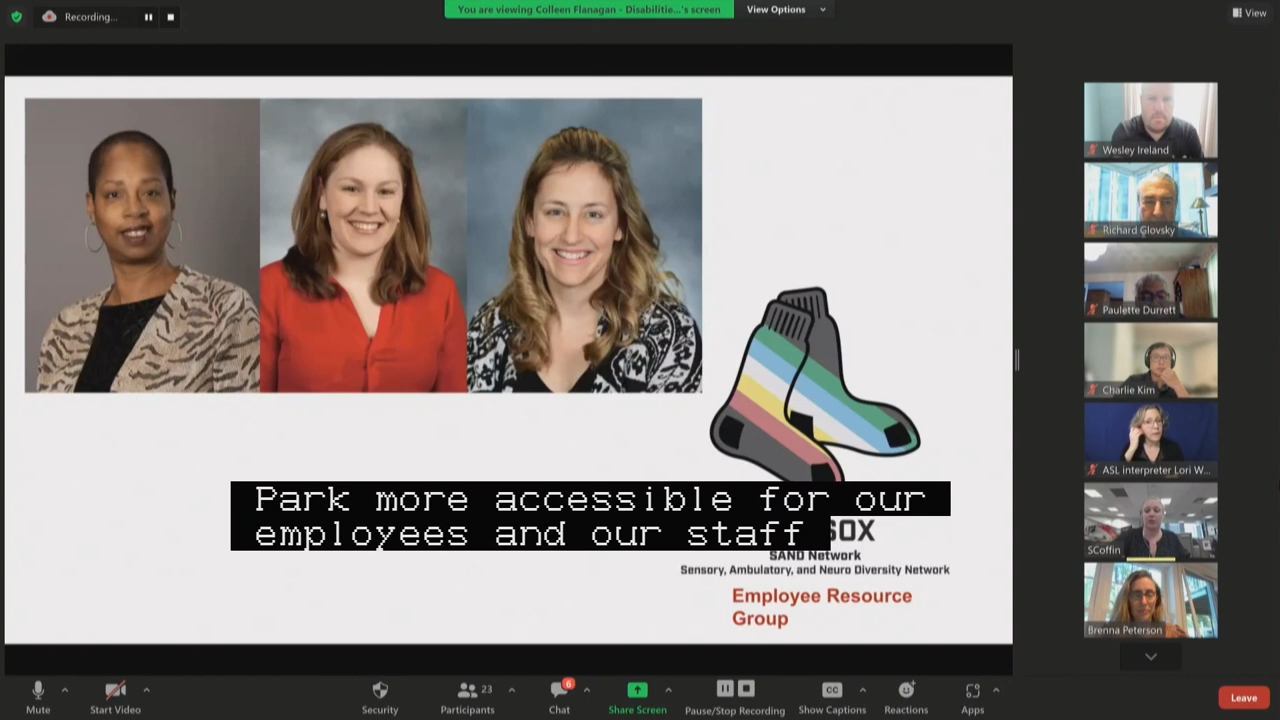 Recording...
You are viewing Colleen Flanagan - Disabilitie...'s screen
View Options
View
Wesley Ireland
Richard Glovsky
Paulette Durrett
Charlie Kim
ASL interpreter Lori W...
SCoffin
Brenna Peterson
Park more accessible for our
employees and our staff
SOX
SAND Network
Sensory, Ambulatory, and Neuro Diversity Network
Employee Resource
Group
Mute
Start Video
Security
23
Participants
6
Chat
Share Screen
Pause/Stop Recording
CC
Show Captions
Reactions
Apps
Leave